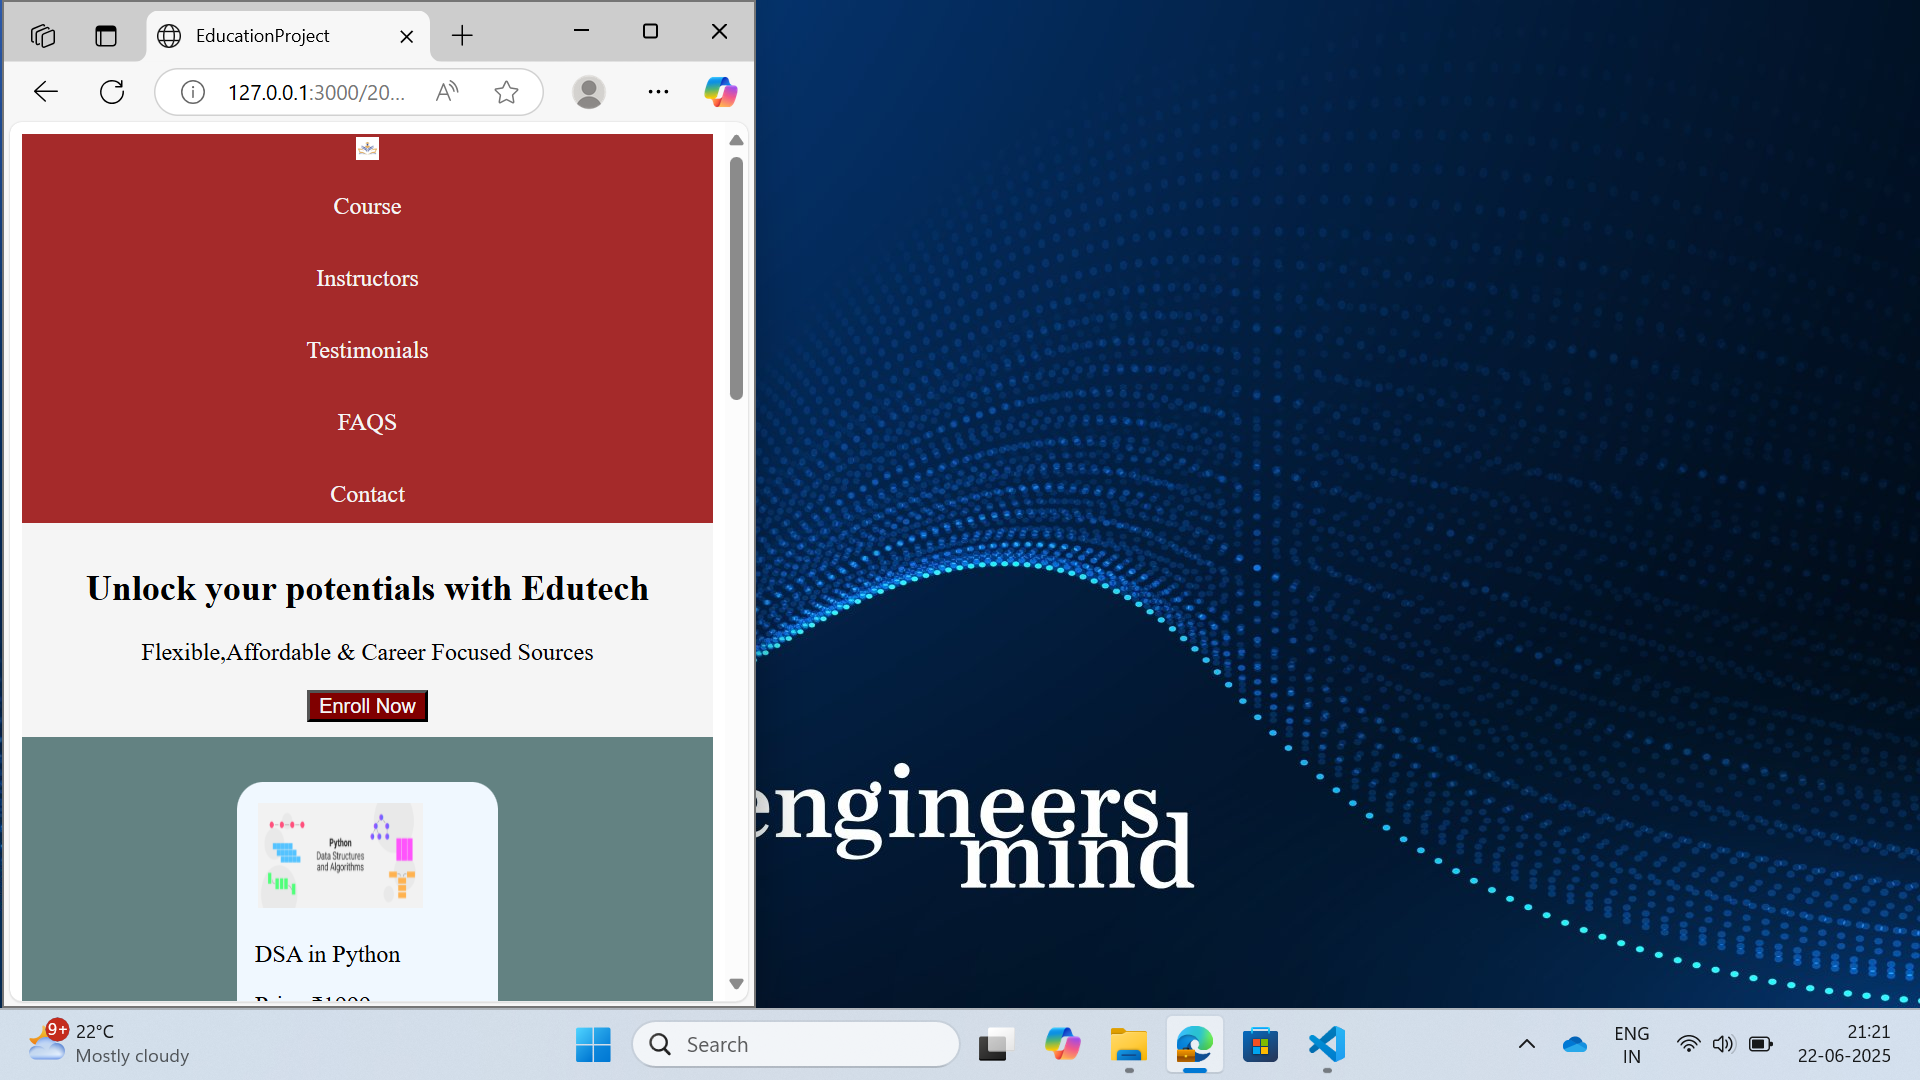 EducationProject
127.0.0.1:3000/20...
Course
Instructors
Testimonials
FAQS
Contact
Unlock your potentials with Edutech
Flexible,Affordable & Career Focused Sources
Enroll Now
Python
Data Structures
and Algorithms
DSA in Python
engineers
mind
9+
22°C
Mostly cloudy
Search
ENG
IN
21:21
22-06-2025